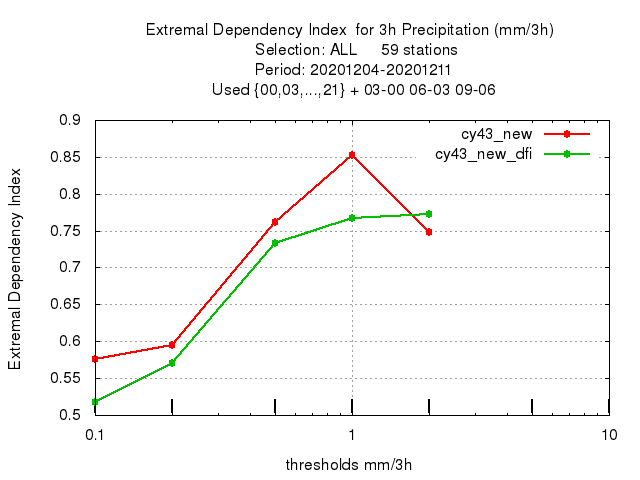 Extremal Dependency Index  for 3h Precipitation (mm/3h)
Selection: ALL     59 stations
Period: 20201204-20201211
Used {00,03,...,21} + 03-00 06-03 09-06
cy43_new
cy43_new_dfi
Extremal Dependency Index
0.9
0.85
0.8
0.75
0.7
0.65
0.6
0.55
0.5
0.1
1
10
thresholds mm/3h